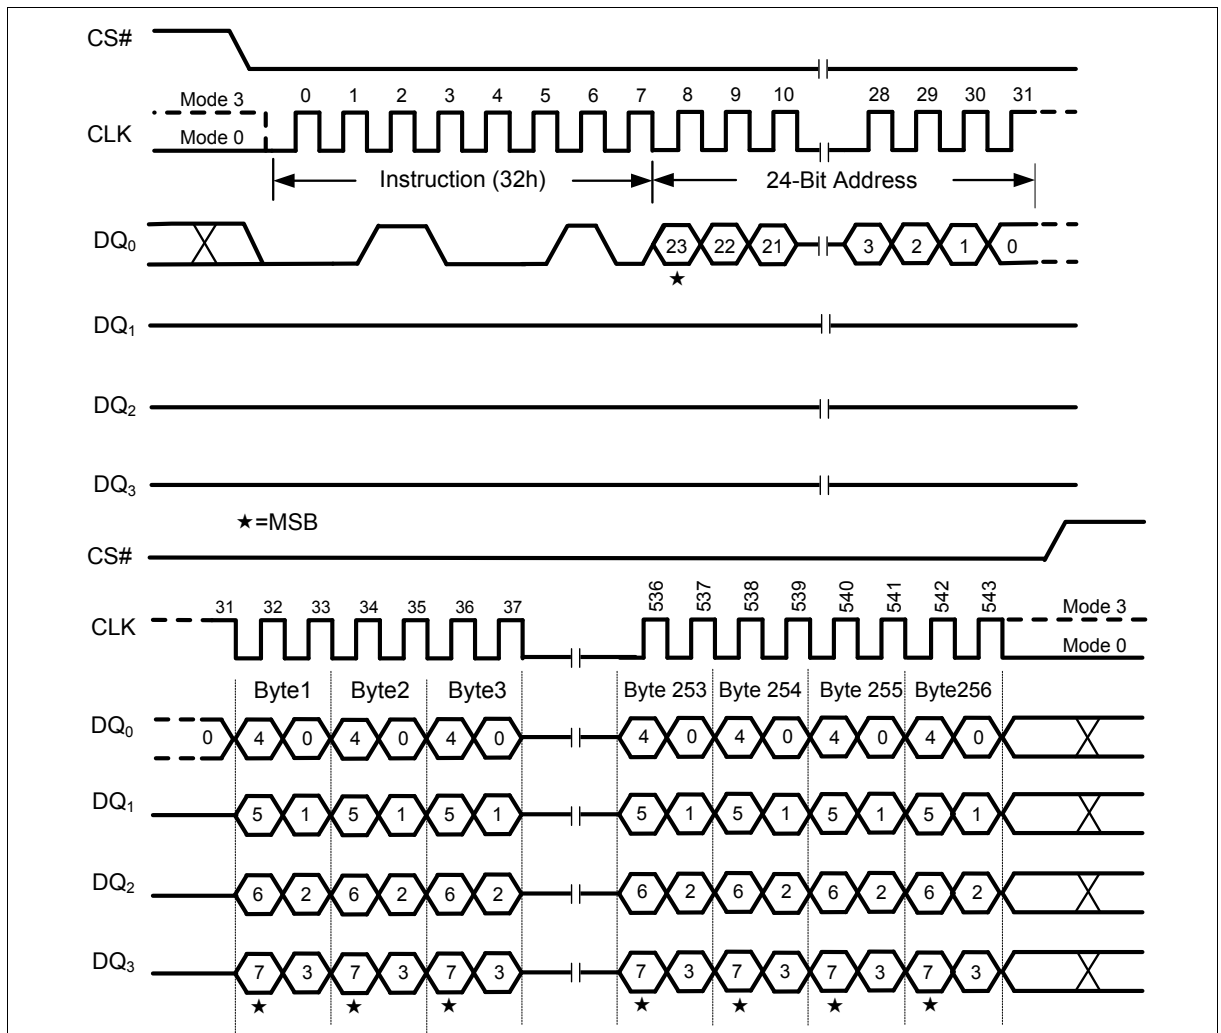 CS#
Mode 3 0 1 2 3 4 5 6 7 8 9 10 28 29 30 31
CLK Mode 0
Instruction (32h) 24-Bit Address
DQ0 23 22 21 3 2 1 0
★
DQ1
DQ2
DQ3
★=MSB
CS#
31 32 33 34 35 36 37 536 537 538 539 540 541 542 543 Mode 3
CLK
Mode 0
Byte1 Byte2 Byte3 Byte 253 Byte 254 Byte 255 Byte256
DQ0 0 4 0 4 0 4 0 4 0 4 0 4 0 4 0
DQ1 5 1 5 1 5 1 5 1 5 1 5 1 5 1
DQ2 6 2 6 2 6 2 6 2 6 2 6 2 6 2
DQ3 7 3 7 3 7 3 7 3 7 3 7 3 7 3
★ ★ ★ ★ ★ ★ ★